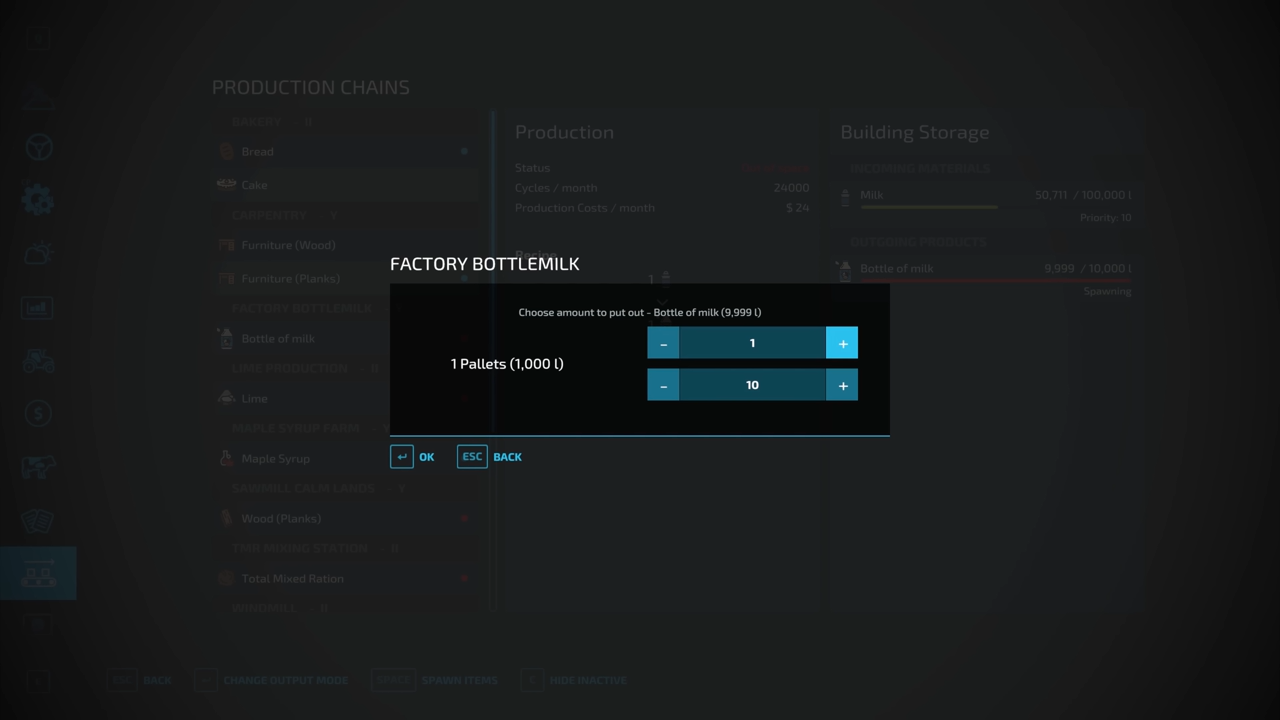 PRODUCTION CHAINS
BAKERY
Bread
Cake
CARPENTRY
Furniture (Wood)
Furniture (Planks)
FACTORY BOTTLEMILK
Bottle of milk
LIME PRODUCTION
Lime
MAPLE SYRUP FARM
Maple Syrup
SAWMILL CALM LANDS
Wood (Planks)
TMR MIXING STATION
Total Mixed Ration
WINDMILL
Production
Status
Cycles / month 24000
Production Costs / month $ 24
Recipe
1
Building Storage
INCOMING MATERIALS
Milk 50,711 / 100,000 l
Priority: 10
OUTGOING PRODUCTS
Bottle of milk 9,999 / 10,000 l
Spawning
FACTORY BOTTLEMILK
Choose amount to put out - Bottle of milk (9,999 l)
1 Pallets (1,000 l)
- 1 +
- 10 +
OK
ESC BACK
BACK
CHANGE OUTPUT MODE
SPACE SPAWN ITEMS
HIDE INACTIVE